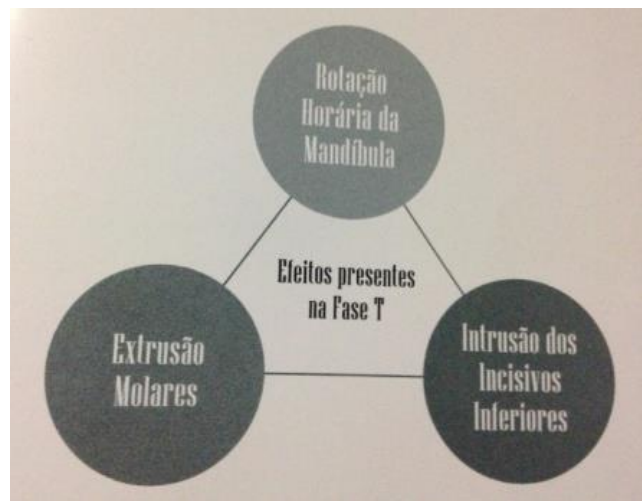 Rotação
Horária da
Mandíbula
Efeitos presentes
na Fase T
Extrusão
Molares
Intrusão dos
Incisivos
Inferiores